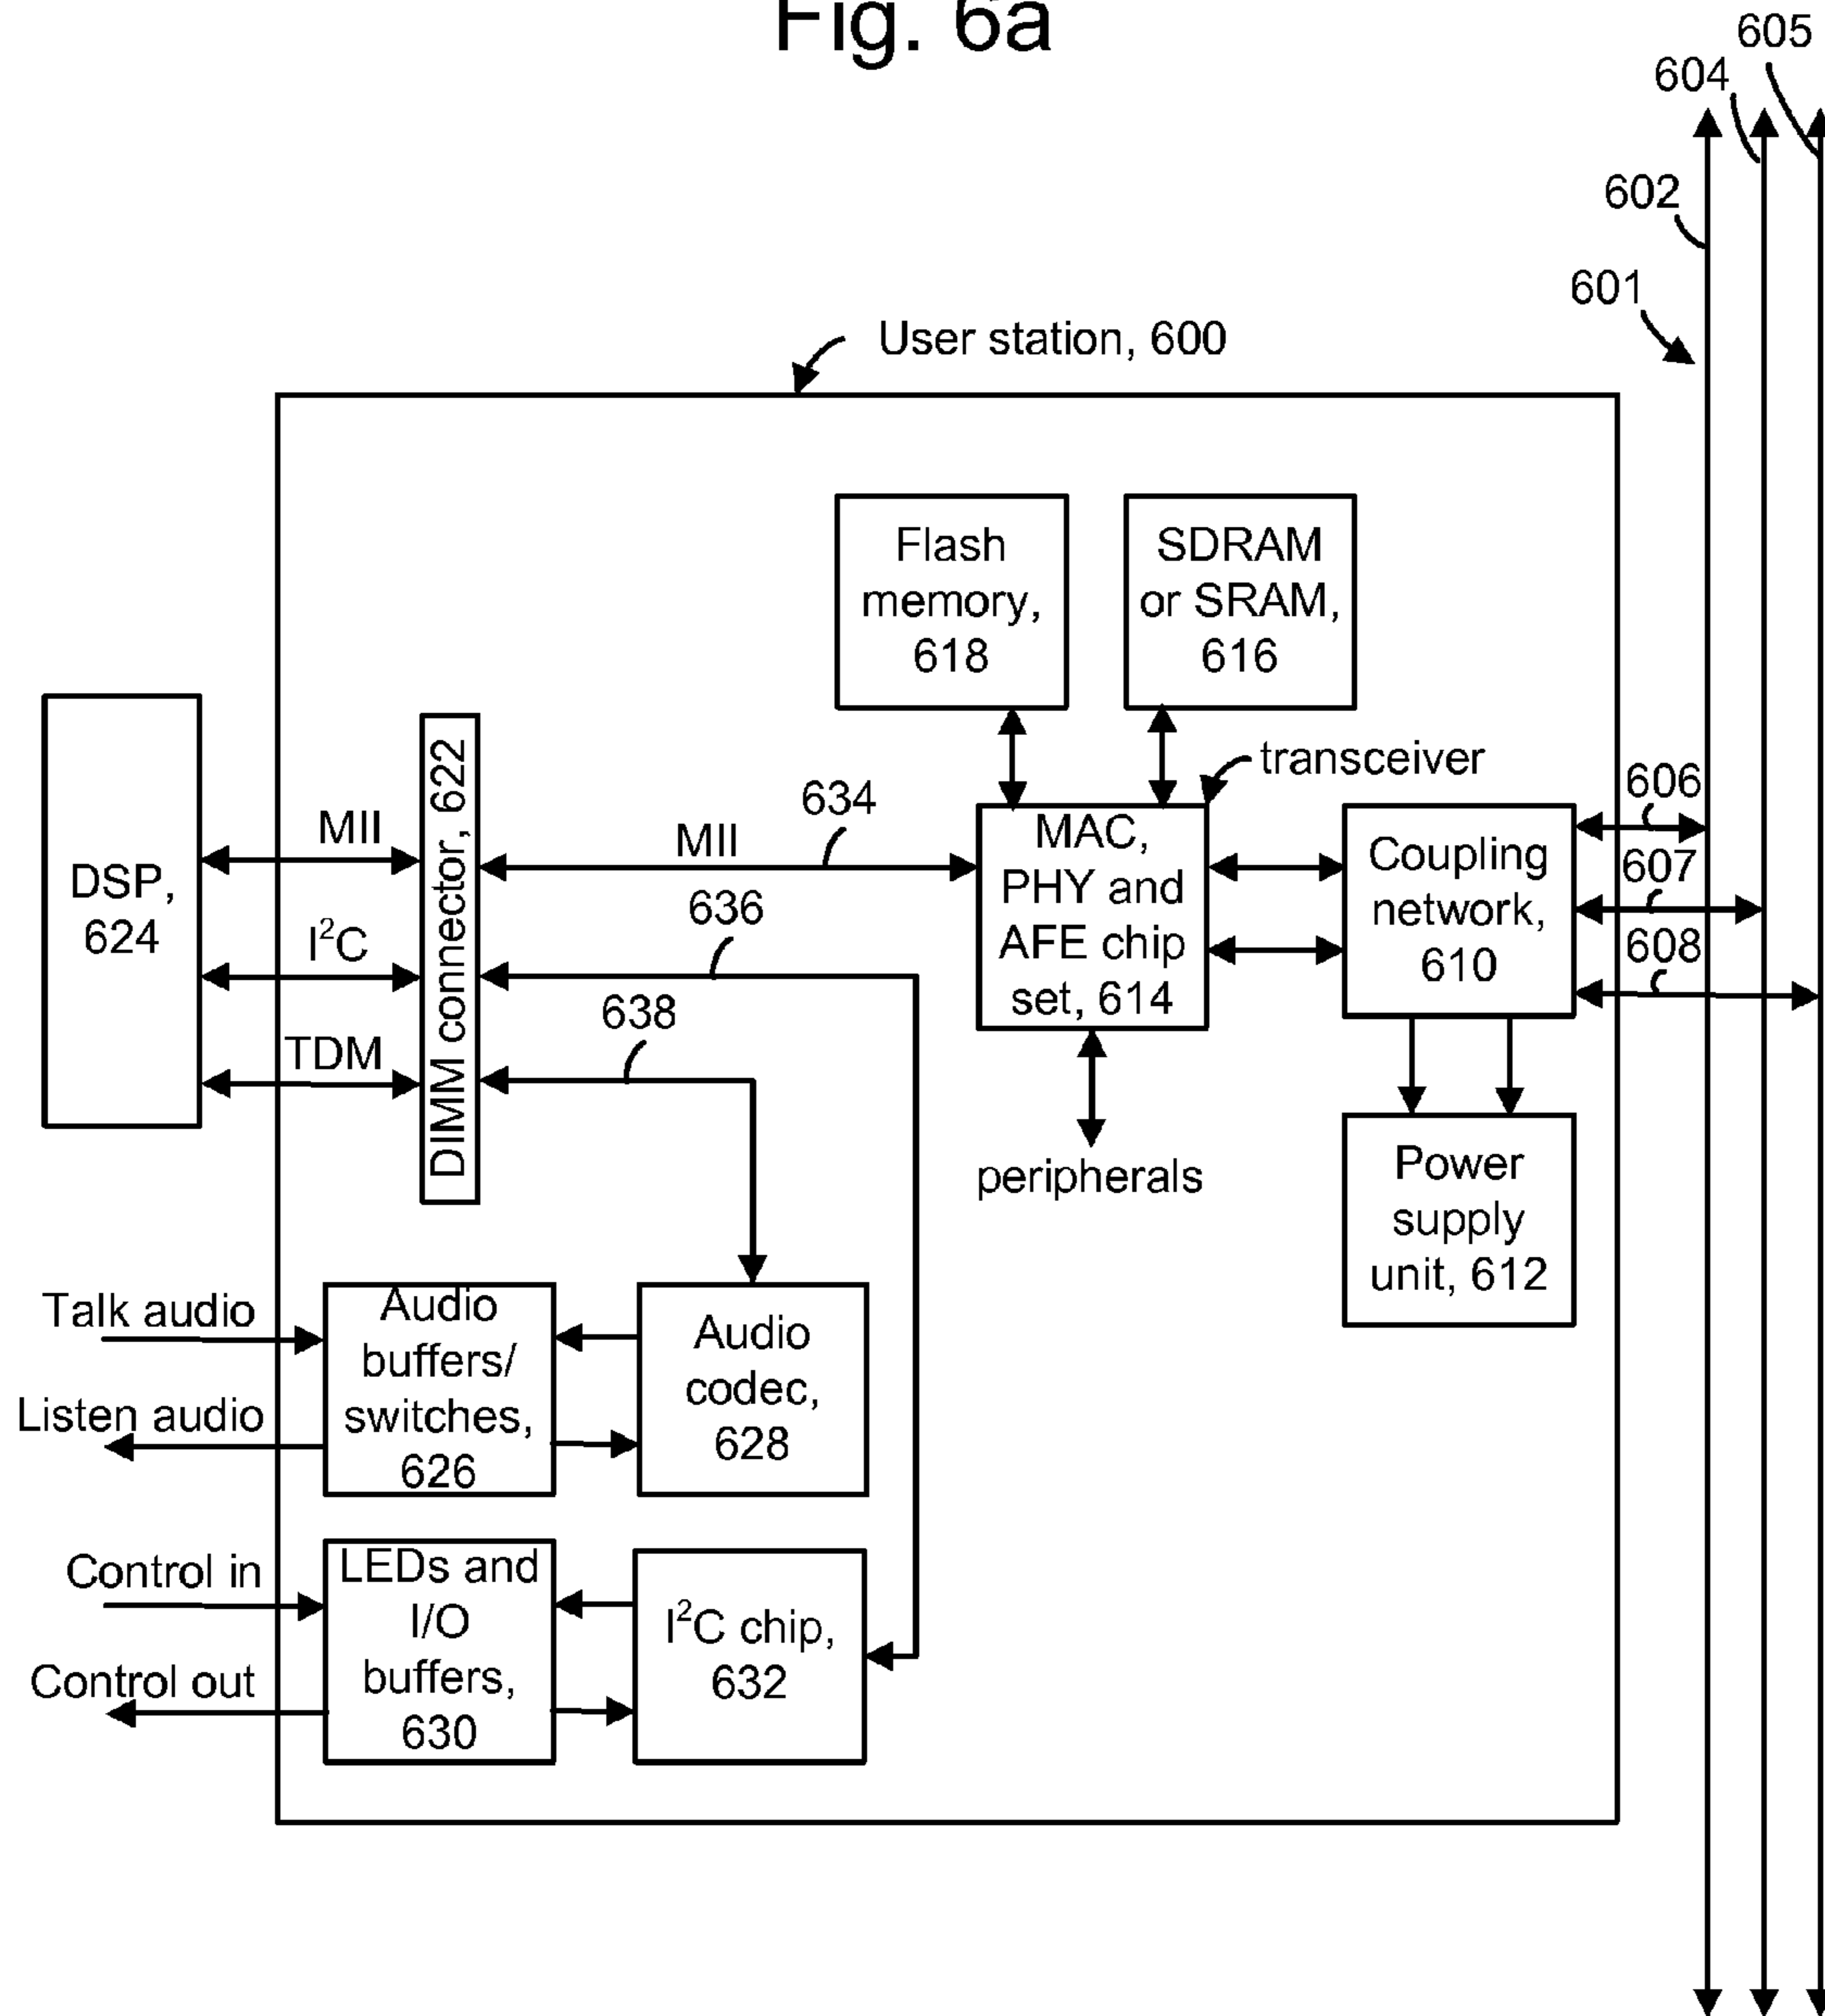 Fig. 6a
605
604
602
601
User station, 600
Flash
memory,
618
SDRAM
or SRAM,
616
transceiver
DSP,
624
MII
I²C
TDM
DIMM connector, 622
634
MII
636
638
MAC,
PHY and
AFE chip
set, 614
Coupling
network,
610
606
607
608
peripherals
Power
supply
unit, 612
Talk audio
Listen audio
Audio
buffers/
switches,
626
Audio
codec,
628
Control in
Control out
LEDs and
I/O
buffers,
630
I²C chip,
632